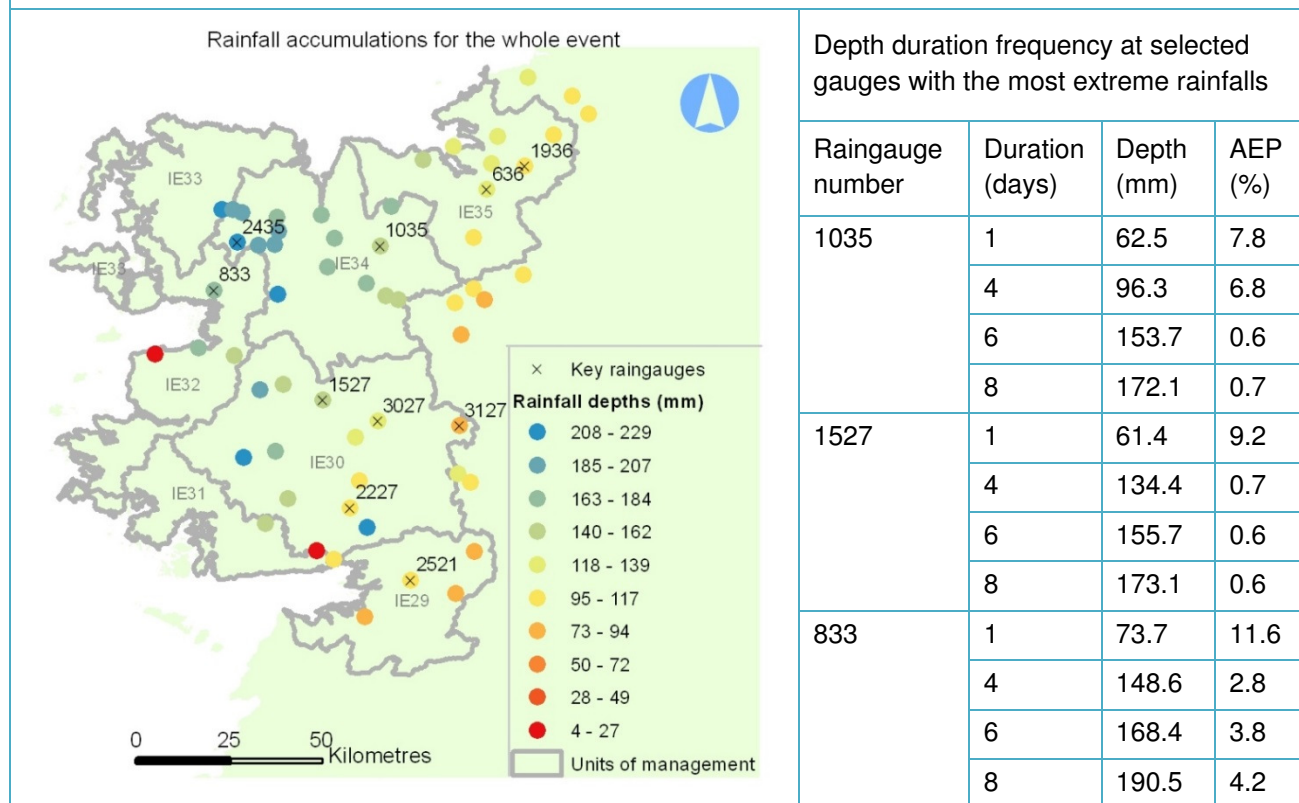 Rainfall accumulations for the whole event
1936
636
IE33
IE35
2435
1035
IE34
IE33
833
IE32
1527
3027
3127
IE30
2227
IE31
2521
IE29
Key raingauges
Rainfall depths (mm)
208 - 229
185 - 207
163 - 184
140 - 162
118 - 139
95 - 117
73 - 94
50 - 72
28 - 49
4 - 27
Units of management
0 25 50
Kilometres
Depth duration frequency at selected
gauges with the most extreme rainfalls
Raingauge number Duration (days) Depth (mm) AEP (%)
1035 1 62.5 7.8
4 96.3 6.8
6 153.7 0.6
8 172.1 0.7
1527 1 61.4 9.2
4 134.4 0.7
6 155.7 0.6
8 173.1 0.6
833 1 73.7 11.6
4 148.6 2.8
6 168.4 3.8
8 190.5 4.2